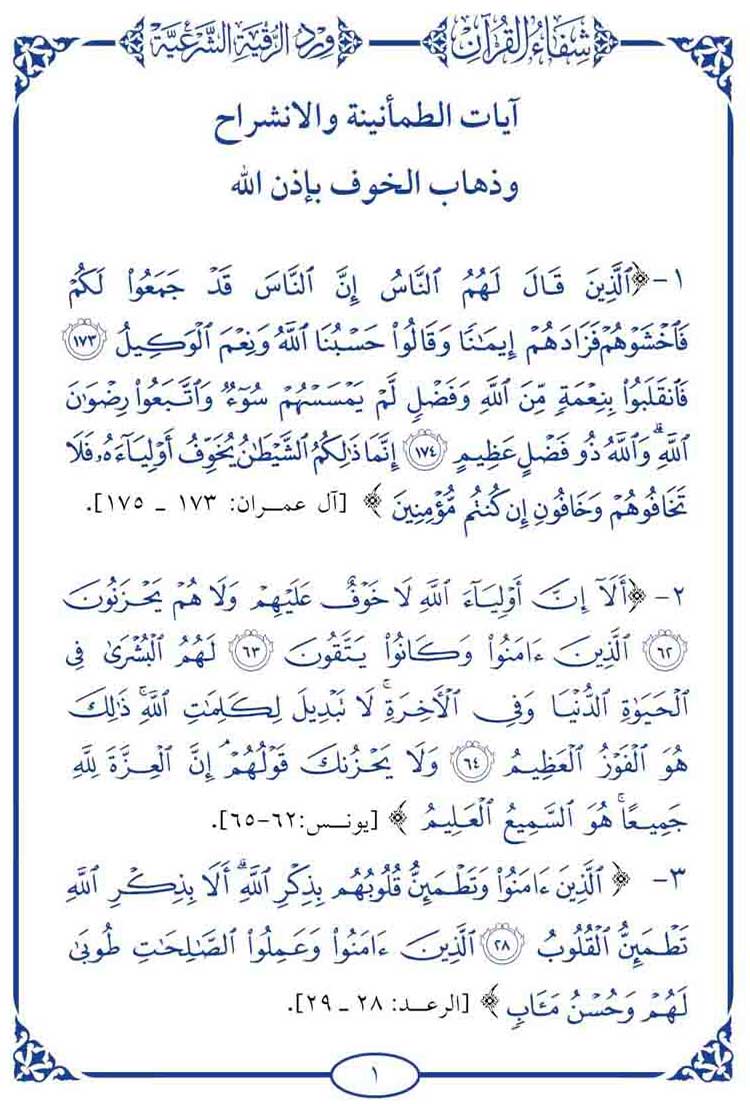 شِفَاءُ القُرْآن
وِرْدُ الرُّقْيَةِ الشَّرْعِيَّةِ
آيات الطمأنينة والانشراح
وذهاب الخوف بإذن الله
١- ﴿ٱلَّذِينَ قَالَ لَهُمُ ٱلنَّاسُ إِنَّ ٱلنَّاسَ قَدْ جَمَعُوا۟ لَكُمْ
فَٱخْشَوْهُمْ فَزَادَهُمْ إِيمَٰنًا وَقَالُوا۟ حَسْبُنَا ٱللَّهُ وَنِعْمَ ٱلْوَكِيلُ ١٧٣
فَٱنقَلَبُوا۟ بِنِعْمَةٍ مِّنَ ٱللَّهِ وَفَضْلٍ لَّمْ يَمْسَسْهُمْ سُوٓءٌ وَٱتَّبَعُوا۟ رِضْوَٰنَ
ٱللَّهِ ۗ وَٱللَّهُ ذُو فَضْلٍ عَظِيمٍ ١٧٤ إِنَّمَا ذَٰلِكُمُ ٱلشَّيْطَٰنُ يُخَوِّفُ أَوْلِيَآءَهُۥ فَلَا
تَخَافُوهُمْ وَخَافُونِ إِن كُنتُم مُّؤْمِنِينَ ﴾ [آل عمران: ١٧٣ ـ ١٧٥].
٢- ﴿أَلَآ إِنَّ أَوْلِيَآءَ ٱللَّهِ لَا خَوْفٌ عَلَيْهِمْ وَلَا هُمْ يَحْزَنُونَ
٦٢ ٱلَّذِينَ ءَامَنُوا۟ وَكَانُوا۟ يَتَّقُونَ ٦٣ لَهُمُ ٱلْبُشْرَىٰ فِى
ٱلْحَيَوٰةِ ٱلدُّنْيَا وَفِى ٱلْأَخِرَةِ ۚ لَا نَبْدِيلَ لِكَلِمَٰتِ ٱللَّهِ ۚ ذَٰلِكَ
هُوَ ٱلْفَوْزُ ٱلْعَظِيمُ ٦٤ وَلَا يَحْزُنكَ قَوْلُهُمْ ۘ إِنَّ ٱلْعِزَّةَ لِلَّهِ
جَمِيعًا ۚ هُوَ ٱلسَّمِيعُ ٱلْعَلِيمُ ﴾ [يونس:٦٢-٦٥].
٣- ﴿ ٱلَّذِينَ ءَامَنُوا۟ وَتَطْمَئِنُّ قُلُوبُهُم بِذِكْرِ ٱللَّهِ ۗ أَلَا بِذِكْرِ ٱللَّهِ
تَطْمَئِنُّ ٱلْقُلُوبُ ٢٨ ٱلَّذِينَ ءَامَنُوا۟ وَعَمِلُوا۟ ٱلصَّٰلِحَٰتِ طُوبَىٰ
لَهُمْ وَحُسْنُ مَـَٔابٍ ﴾ [الرعد: ٢٨ ـ ٢٩].
١